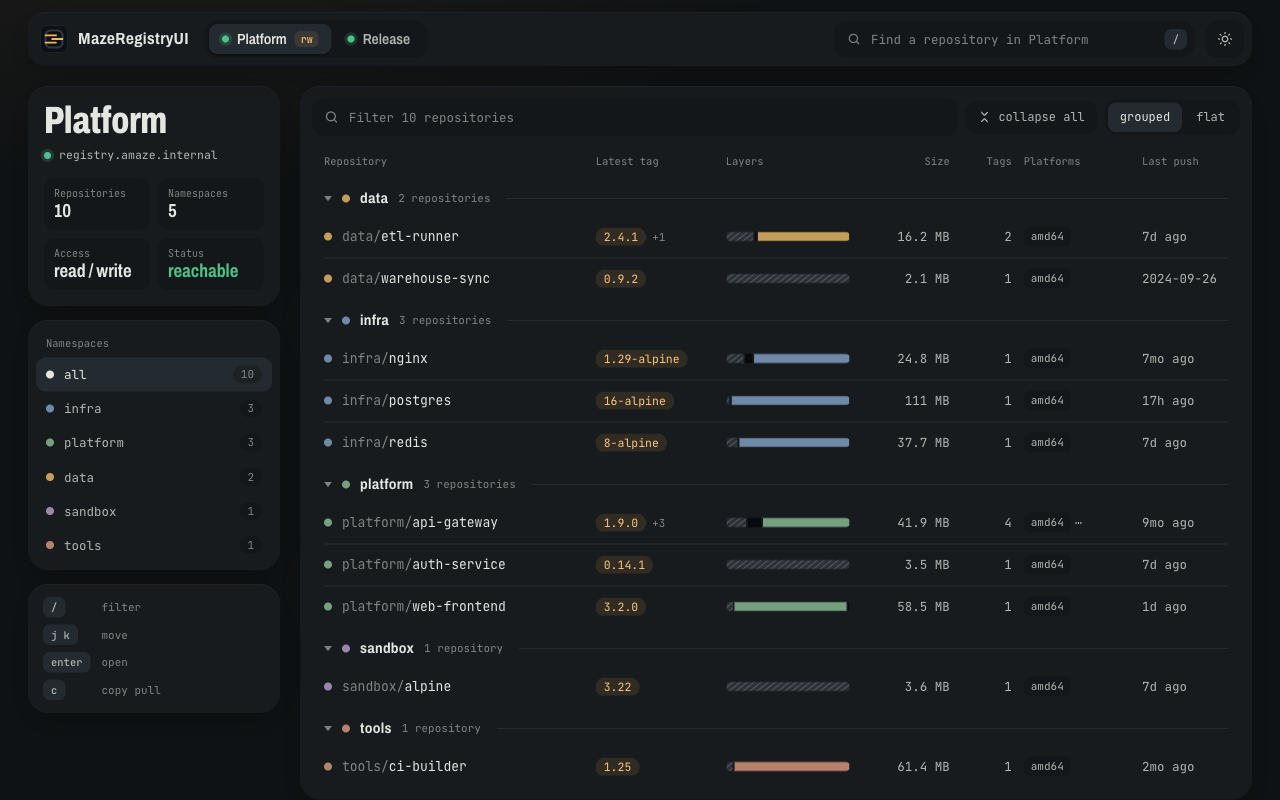 MazeRegistryUI
Platform rw
Release
Find a repository in Platform /
Platform
registry.amaze.internal
Repositories
10
Namespaces
5
Access
read / write
Status
reachable
Namespaces
all 10
infra 3
platform 3
data 2
sandbox 1
tools 1
/ filter
j k move
enter open
c copy pull
Filter 10 repositories
collapse all
grouped
flat
Repository Latest tag Layers Size Tags Platforms Last push
data 2 repositories
data/etl-runner 2.4.1 +1 16.2 MB 2 amd64 7d ago
data/warehouse-sync 0.9.2 2.1 MB 1 amd64 2024-09-26
infra 3 repositories
infra/nginx 1.29-alpine 24.8 MB 1 amd64 7mo ago
infra/postgres 16-alpine 111 MB 1 amd64 17h ago
infra/redis 8-alpine 37.7 MB 1 amd64 7d ago
platform 3 repositories
platform/api-gateway 1.9.0 +3 41.9 MB 4 amd64 … 9mo ago
platform/auth-service 0.14.1 3.5 MB 1 amd64 7d ago
platform/web-frontend 3.2.0 58.5 MB 1 amd64 1d ago
sandbox 1 repository
sandbox/alpine 3.22 3.6 MB 1 amd64 7d ago
tools 1 repository
tools/ci-builder 1.25 61.4 MB 1 amd64 2mo ago